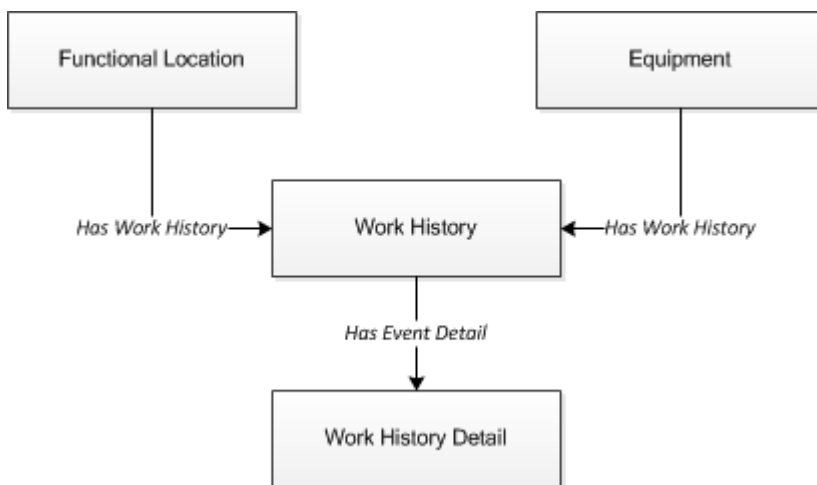 Functional Location
Equipment
Has Work History
Work History
Has Work History
Has Event Detail
Work History Detail